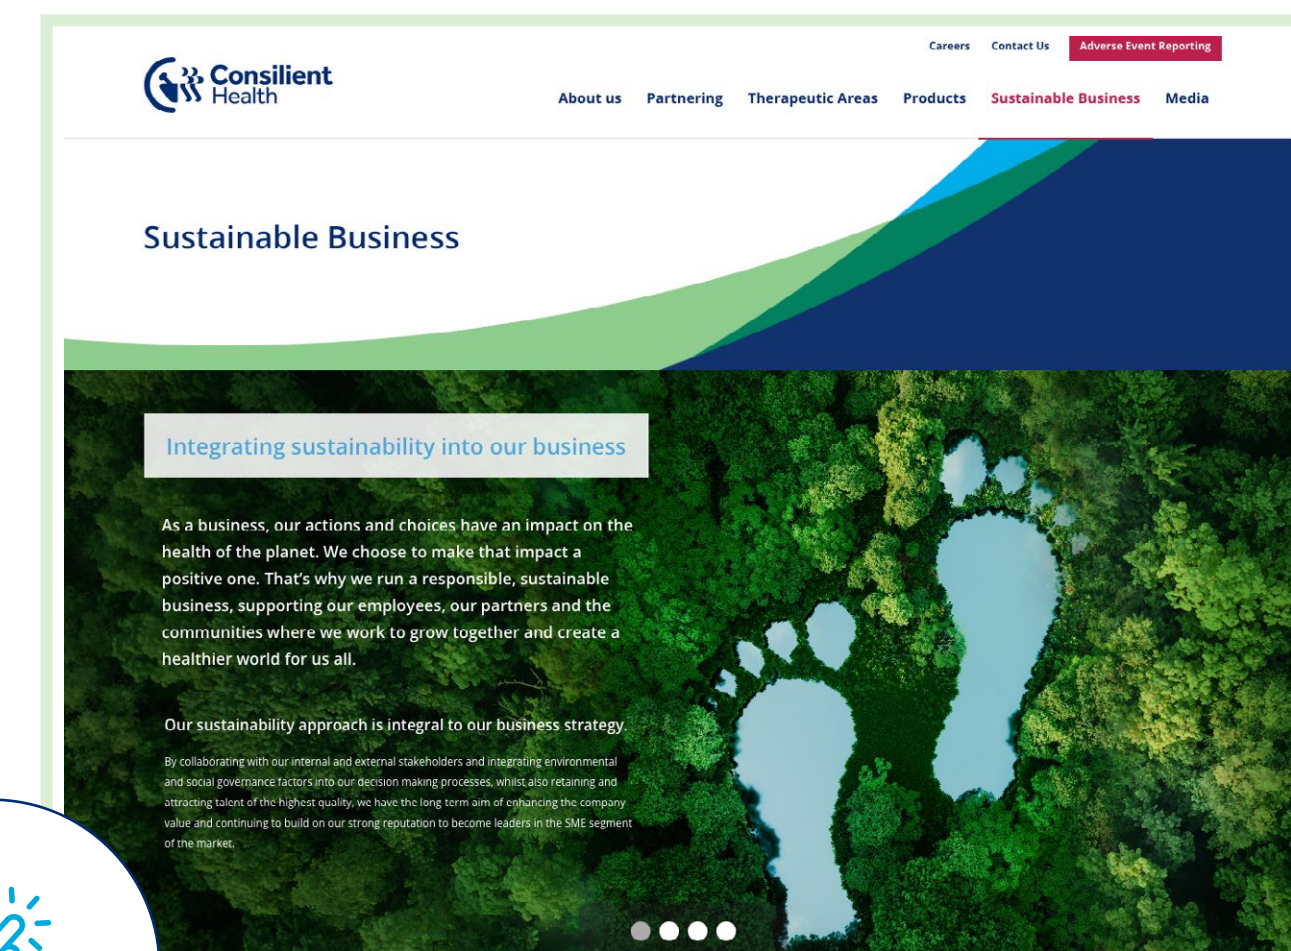 Careers Contact Us Adverse Event Reporting
Consilient
Health
About us Partnering Therapeutic Areas Products Sustainable Business Media
Sustainable Business
Integrating sustainability into our business
As a business, our actions and choices have an impact on the
health of the planet. We choose to make that impact a
positive one. That's why we run a responsible, sustainable
business, supporting our employees, our partners and the
communities where we work to grow together and create a
healthier world for us all.
Our sustainability approach is integral to our business strategy.
By collaborating with our internal and external stakeholders and integrating environmental
and social governance factors into our decision making processes, whilst also retaining and
attracting talent of the highest quality, we have the long term aim of enhancing the company
value and continuing to build on our strong reputation to become leaders in the SME segment
of the market.